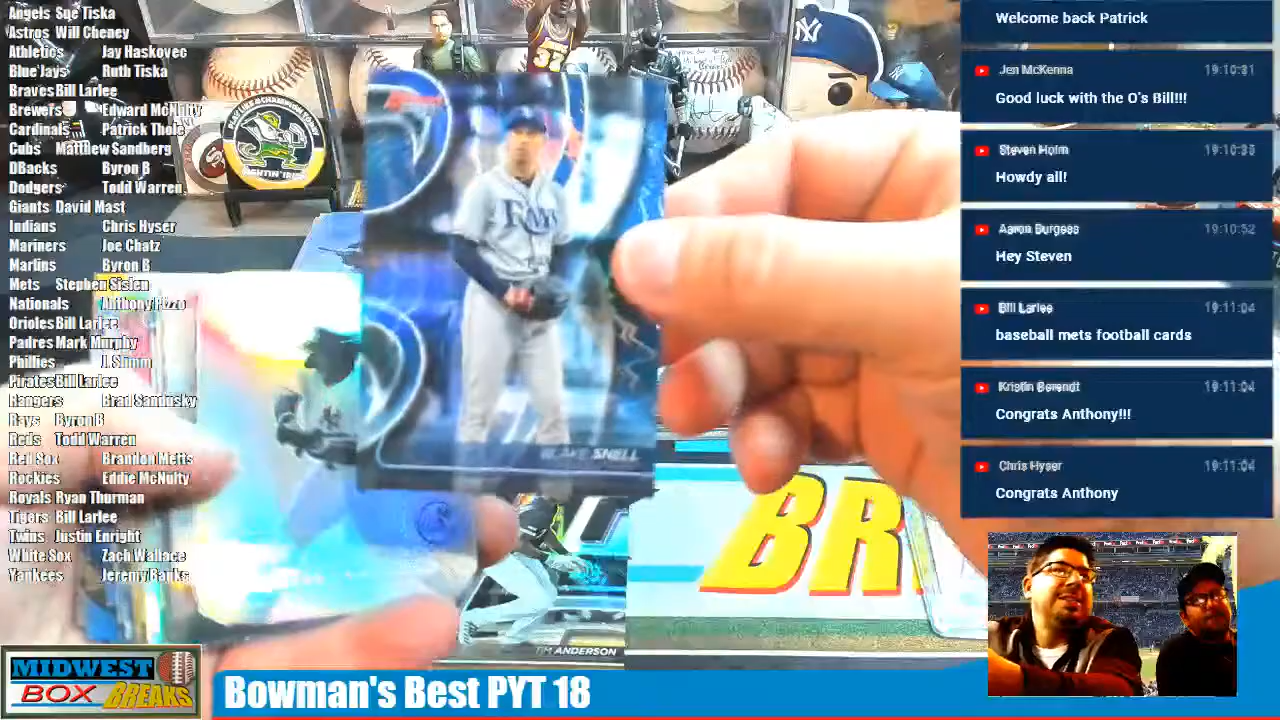 Angels Sue Tiska
Astros Will Cheney
Athletics Jay Haskovec
Blue Jays Ruth Tiska
Braves Bill Larlee
Brewers Edward McNulty
Cardinals Patrick Thole
Cubs Matthew Sandberg
DBacks Byron B
Dodgers Todd Warren
Giants David Mast
Indians Chris Hyser
Mariners Joe Chatz
Marlins Byron B
Mets Stephen Sislen
Nationals Anthony Pizzo
Orioles Bill Larlee
Padres Mark Murphy
Phillies
Pirates Bill Larlee
Rangers Brad Samdusky
Rays Byron B
Reds Todd Warren
Red Sox Brandon Metts
Rockies Eddie McNulty
Royals Ryan Thurman
Tigers Bill Larlee
Twins Justin Enright
White Sox Zach Wallace
Yankees Jeremy Banks
FIGHTIN' IRISH
Rays
BLAKE SNELL
TIM ANDERSON
BR
Welcome back Patrick
Jen McKenna 19:10:31
Good luck with the O's Bill!!!
Steven Horn 19:10:35
Howdy all!
Aaron Burgess 19:10:52
Hey Steven
Bill Larlee 19:11:04
baseball mets football cards
Kristin Berendt 19:11:04
Congrats Anthony!!!
Chris Hyser 19:11:04
Congrats Anthony
MIDWEST
BOX BREAKS
Bowman's Best PYT 18